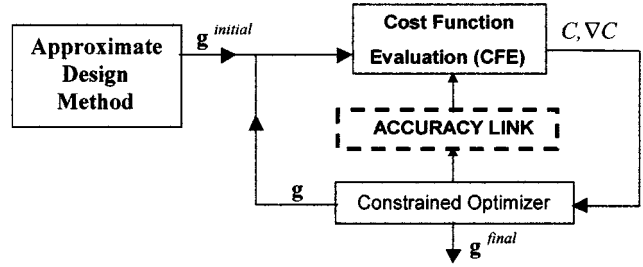 Approximate
Design
Method
g initial
Cost Function
Evaluation (CFE)
C,∇C
ACCURACY LINK
g
Constrained Optimizer
g final